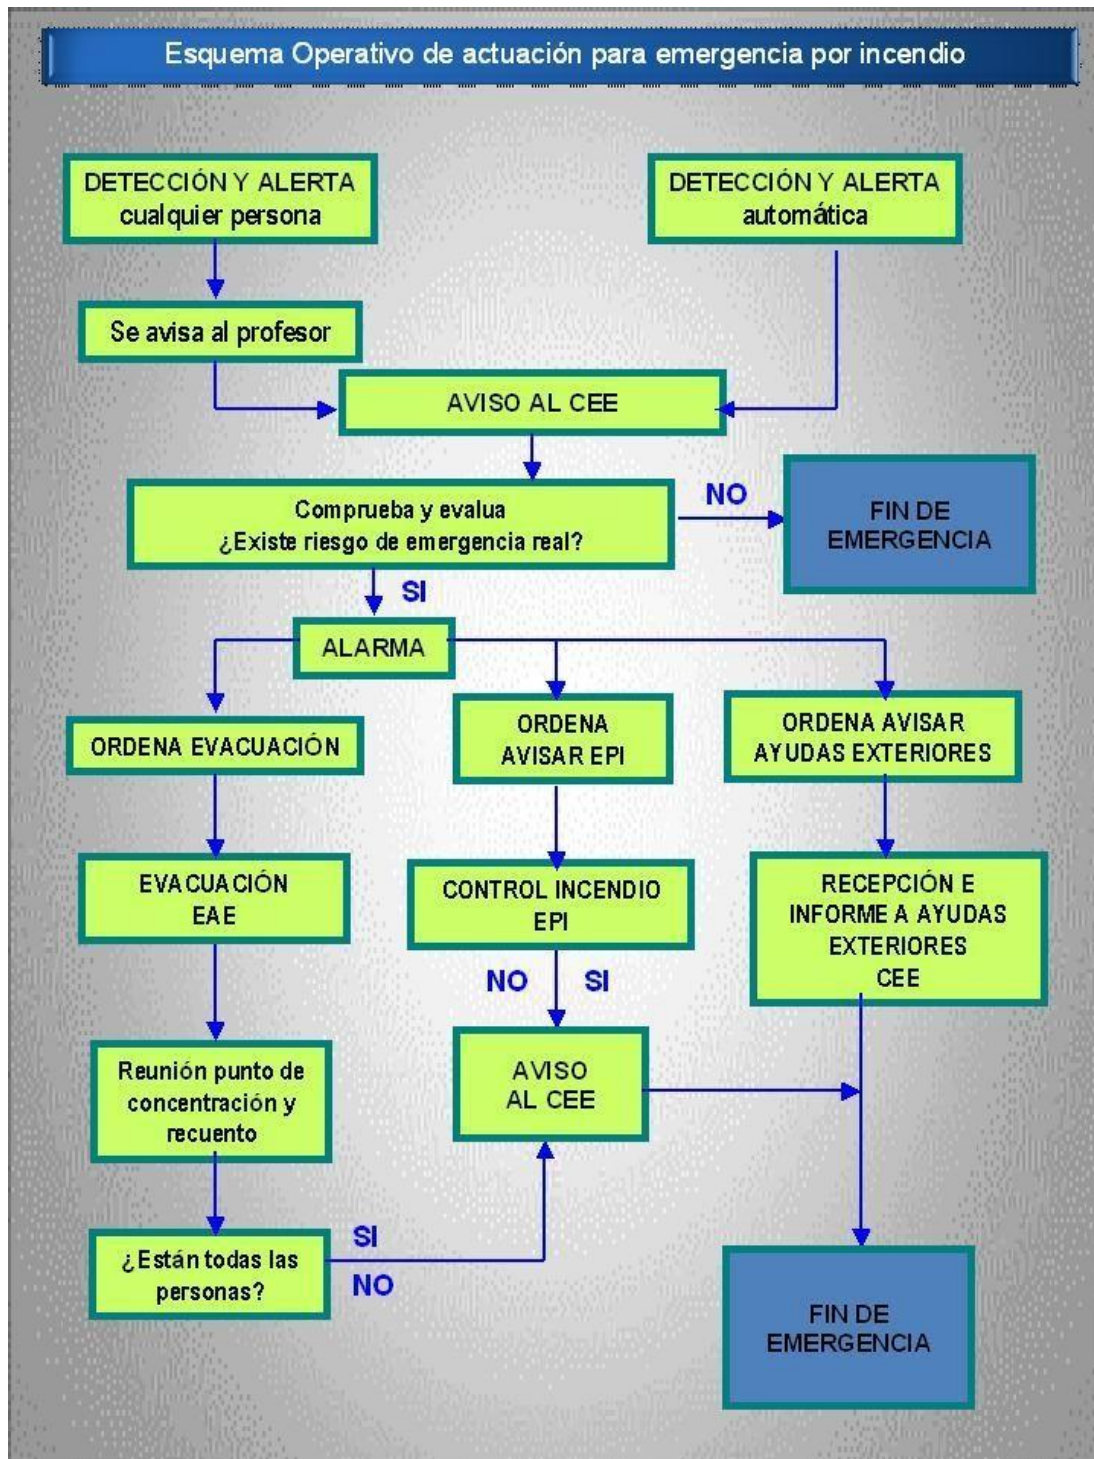 Esquema Operativo de actuación para emergencia por incendio
DETECCIÓN Y ALERTA
cualquier persona
DETECCIÓN Y ALERTA
automática
Se avisa al profesor
AVISO AL CEE
Comprueba y evalua
¿Existe riesgo de emergencia real?
NO
FIN DE
EMERGENCIA
SI
ALARMA
ORDENA EVACUACIÓN
ORDENA
AVISAR EPI
ORDENA AVISAR
AYUDAS EXTERIORES
EVACUACIÓN
EAE
CONTROL INCENDIO
EPI
RECEPCIÓN E
INFORME A AYUDAS
EXTERIORES
CEE
NO
SI
Reunión punto de
concentración y
recuento
AVISO
AL CEE
¿Están todas las
personas?
SI
NO
FIN DE
EMERGENCIA